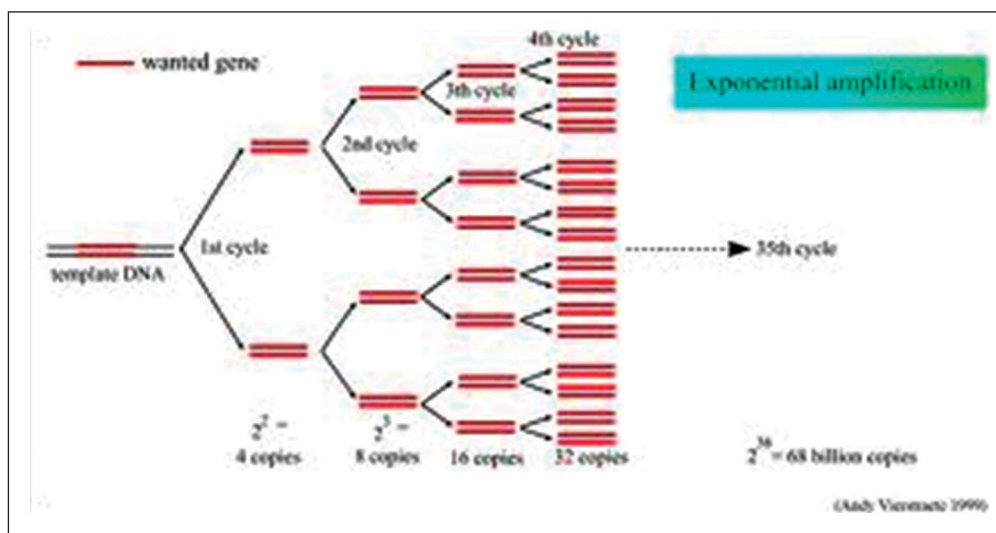 4th cycle
wanted gene
Exponential amplification
3th cycle
2nd cycle
1st cycle
35th cycle
template DNA
2² =
4 copies
2³ =
8 copies
16 copies
32 copies
2³⁶ = 68 billion copies
(Andy Vierstraete 1999)